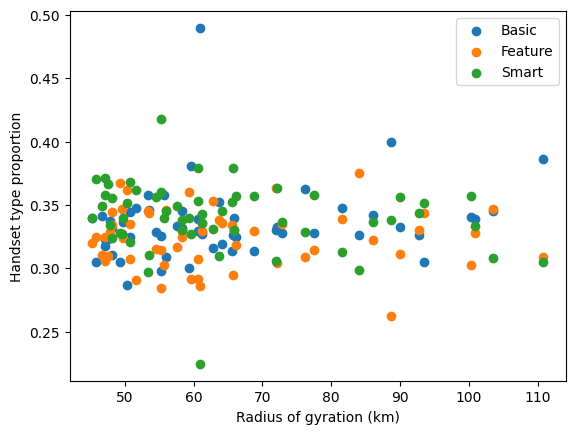 0.50
0.45
0.40
0.35
0.30
0.25
Handset type proportion
Basic
Feature
Smart
50 60 70 80 90 100 110
Radius of gyration (km)